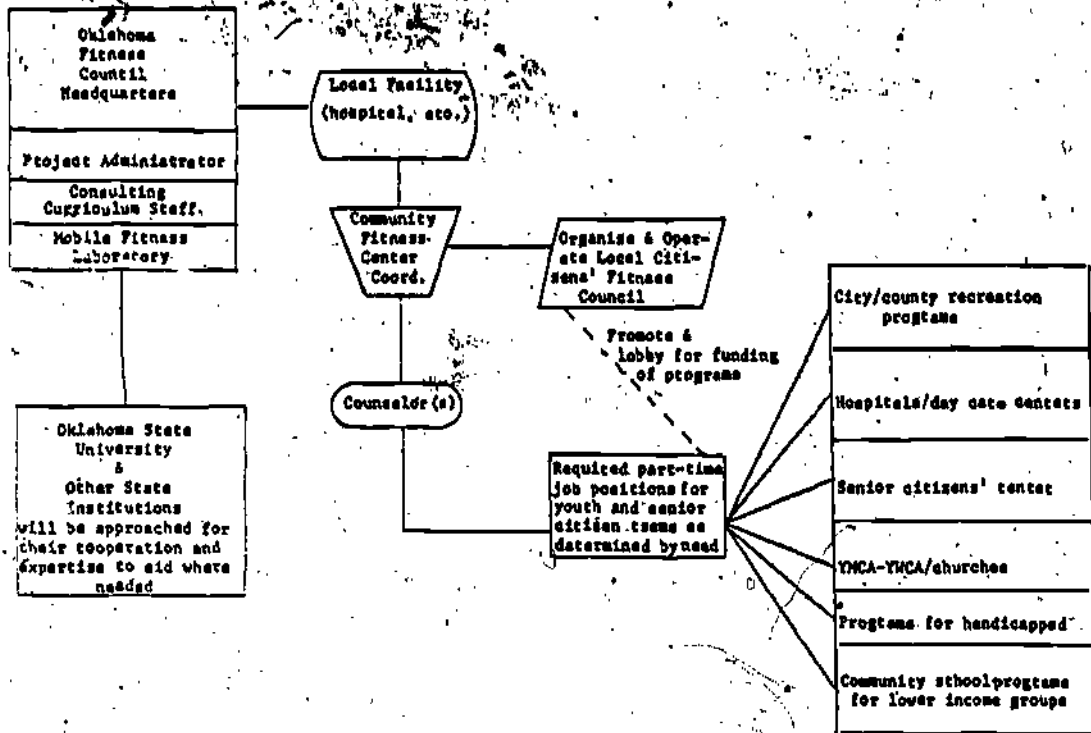 Oklahoma
Fitness
Council
Headquarters
Project Administrator
Consulting
Curriculum Staff.
Mobile Fitness
Laboratory
Oklahoma State
University
&
Other State
Institutions
will be approached for
their cooperation and
expertise to aid where
needed
Local Facility
(hospital, etc.)
Community
Fitness
Center
Coord.
Organize & Oper-
ate Local Citi-
zens' Fitness
Council
Promote &
lobby for funding
of programs
Counselor(s)
Required part-time
job positions for
youth and senior
citizen teams as
determined by need
City/county recreation
programs
Hospitals/day care centers
Senior citizens' center
YMCA-YWCA/churches
Programs for handicapped
Community school programs
for lower income groups